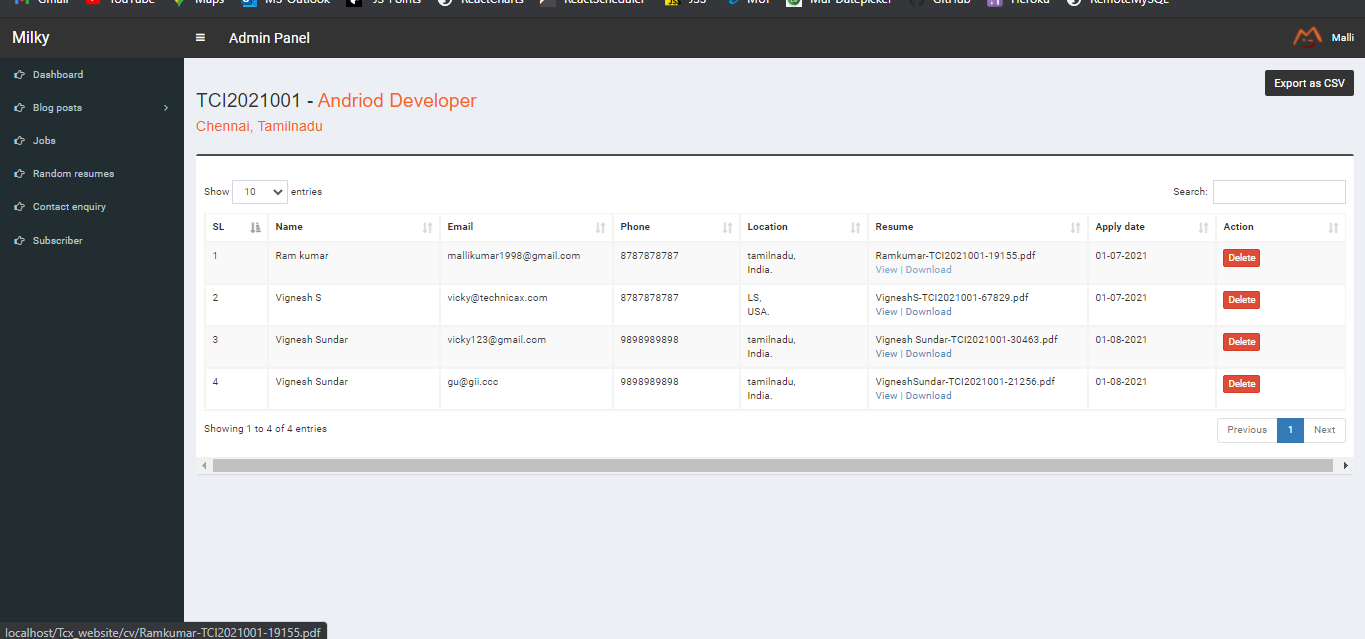 Gmail YouTube Maps MS-Outlook JS Points ReactCharts ReactScheduler JSS MUI Mui Datepicker GitHub Heroku RemoteMySQL
Milky Admin Panel Malli
Dashboard
Blog posts
Jobs
Random resumes
Contact enquiry
Subscriber
Export as CSV
TCI2021001 - Andriod Developer
Chennai, Tamilnadu
Show 10 entries Search:
SL Name Email Phone Location Resume Apply date Action
1 Ram kumar mallikumar1998@gmail.com 8787878787 tamilnadu, Ramkumar-TCI2021001-19155.pdf 01-07-2021 Delete
India. View | Download
2 Vignesh S vicky@technicax.com 8787878787 LS, VigneshS-TCI2021001-67829.pdf 01-07-2021 Delete
USA. View | Download
3 Vignesh Sundar vicky123@gmail.com 9898989898 tamilnadu, Vignesh Sundar-TCI2021001-30463.pdf 01-08-2021 Delete
India. View | Download
4 Vignesh Sundar gu@gii.ccc 9898989898 tamilnadu, VigneshSundar-TCI2021001-21256.pdf 01-08-2021 Delete
India. View | Download
Showing 1 to 4 of 4 entries Previous 1 Next
localhost/Tcx_website/cv/Ramkumar-TCI2021001-19155.pdf